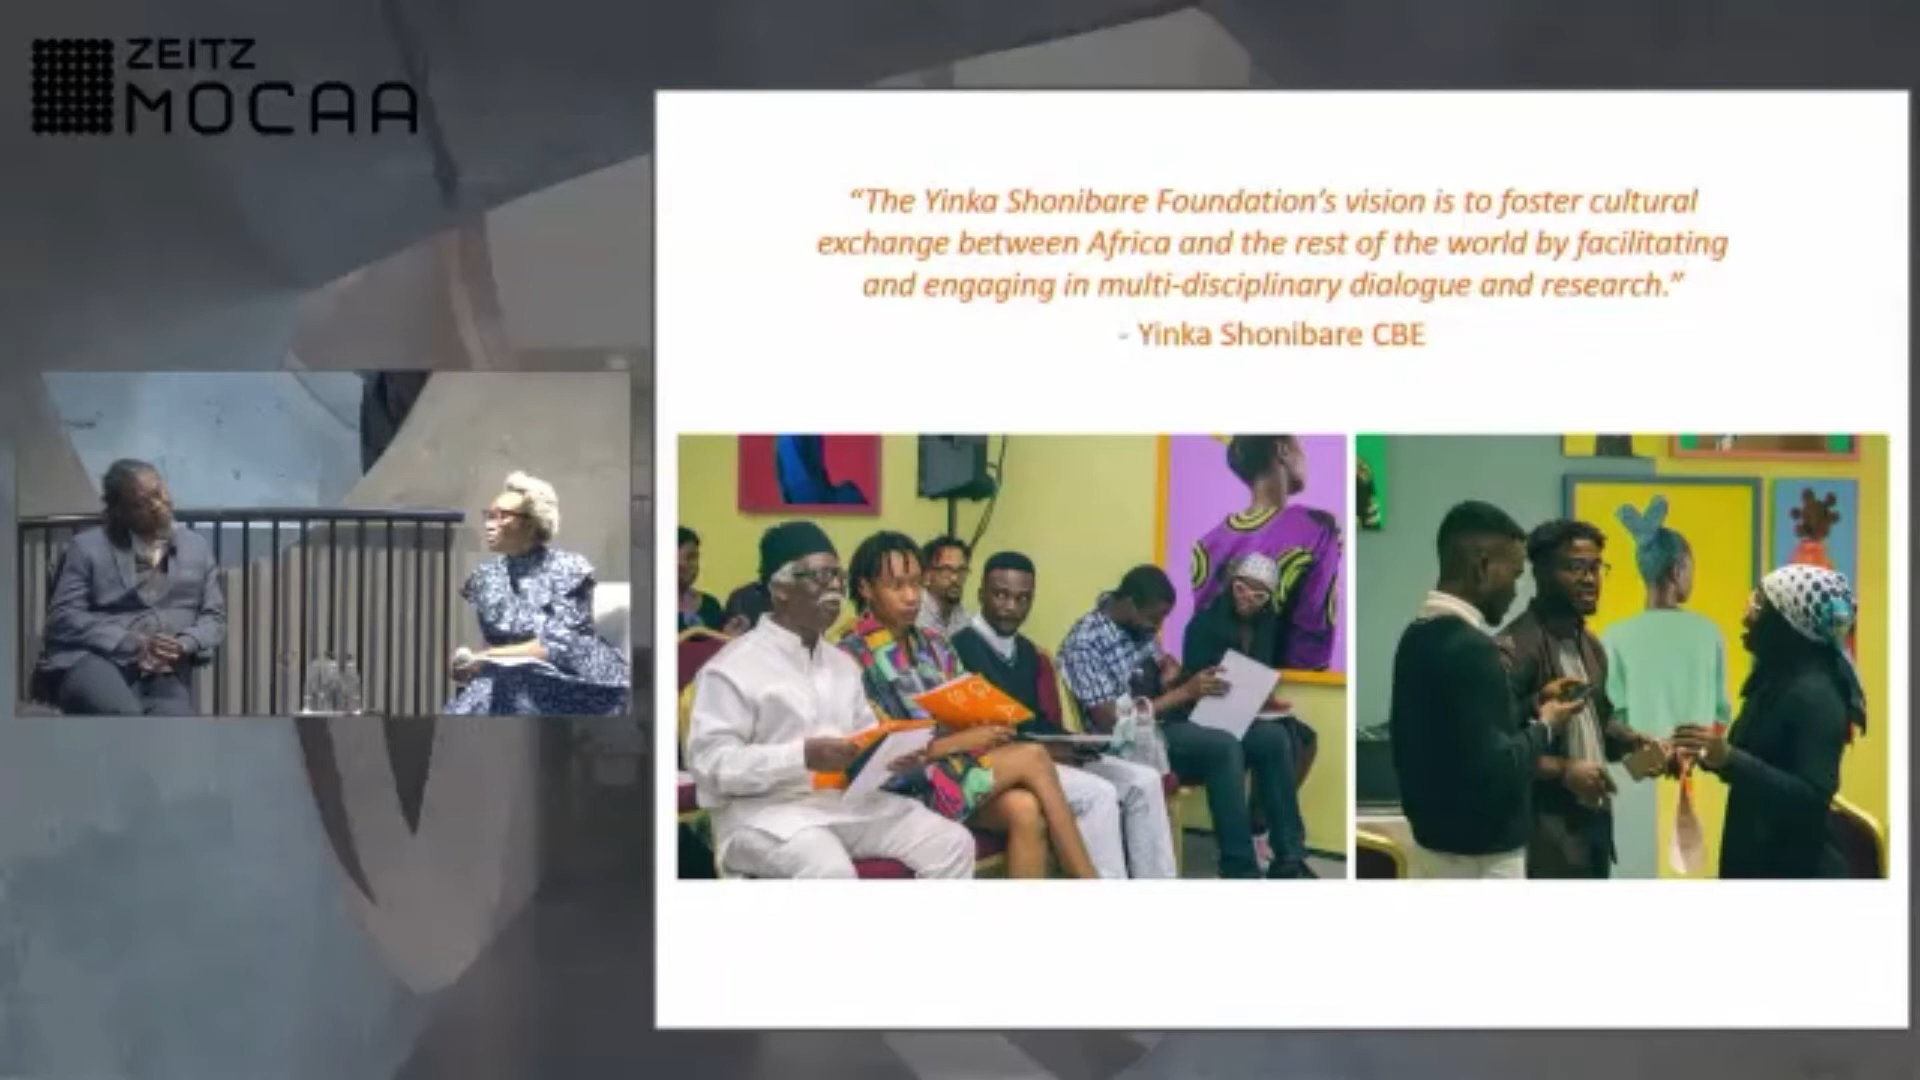 ZEITZ
MOCAA
“The Yinka Shonibare Foundation’s vision is to foster cultural
exchange between Africa and the rest of the world by facilitating
and engaging in multi-disciplinary dialogue and research.”
- Yinka Shonibare CBE